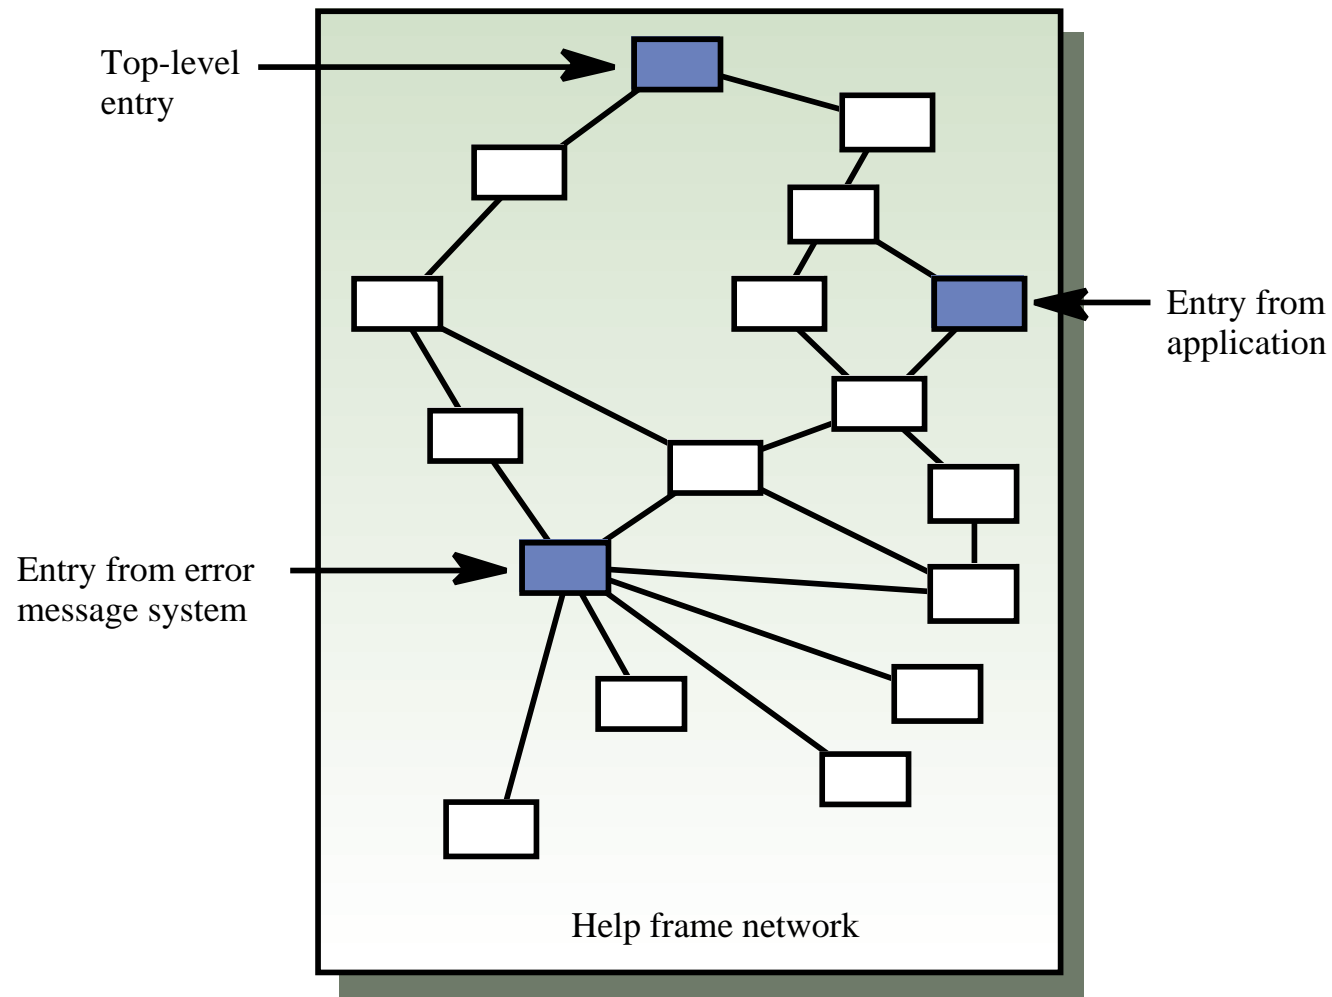 Top-level
entry
Entry from
application
Entry from error
message system
Help frame network